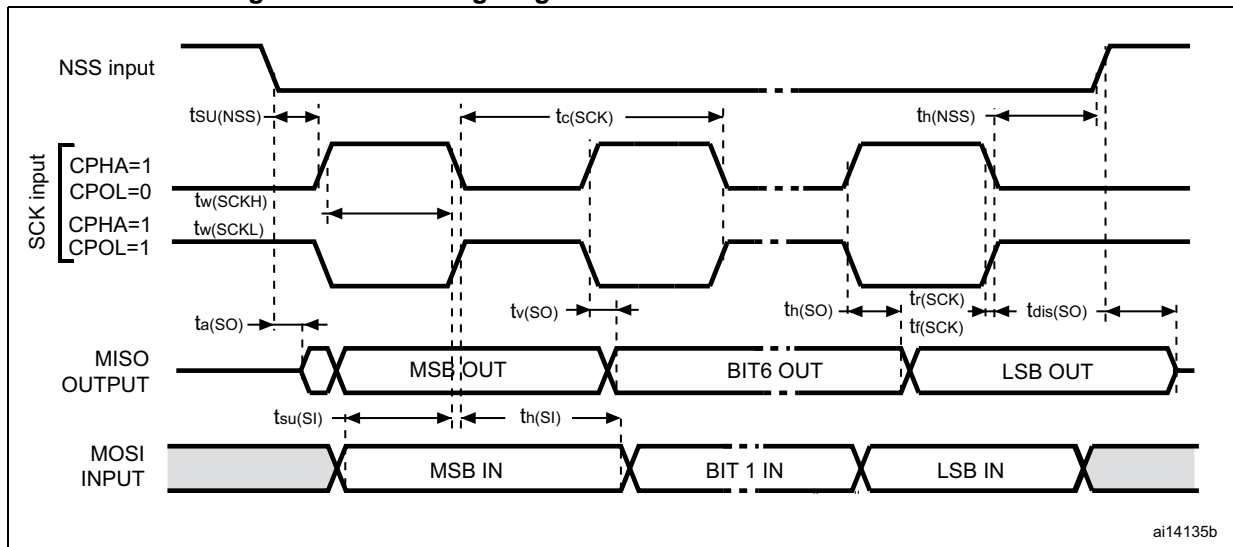 NSS input
tSU(NSS)
tc(SCK)
th(NSS)
SCK input
CPHA=1
CPOL=0
tw(SCKH)
CPHA=1
tw(SCKL)
CPOL=1
ta(SO)
tv(SO)
th(SO)
tr(SCK)
tf(SCK)
tdis(SO)
MISO
OUTPUT
MSB OUT
BIT6 OUT
LSB OUT
tsu(SI)
th(SI)
MOSI
INPUT
MSB IN
BIT 1 IN
LSB IN
ai14135b